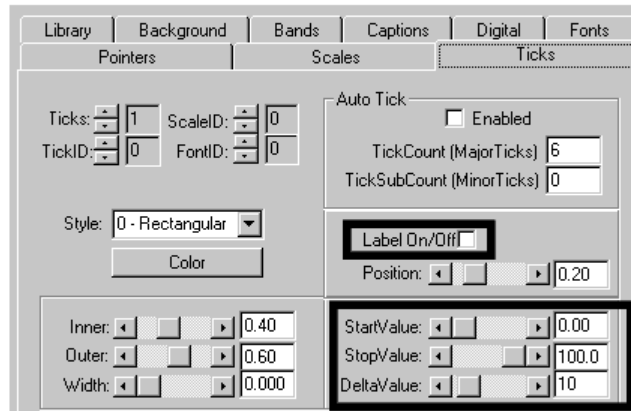 Library Background Bands Captions Digital Fonts
Pointers Scales Ticks
Ticks: 1 ScaleID: 0
TickID: 0 FontID: 0
Auto Tick
Enabled
TickCount (MajorTicks) 6
TickSubCount (MinorTicks) 0
Style: 0 - Rectangular
Color
Label On/Off
Position: 0.20
Inner: 0.40
Outer: 0.60
Width: 0.000
StartValue: 0.00
StopValue: 100.0
DeltaValue: 10